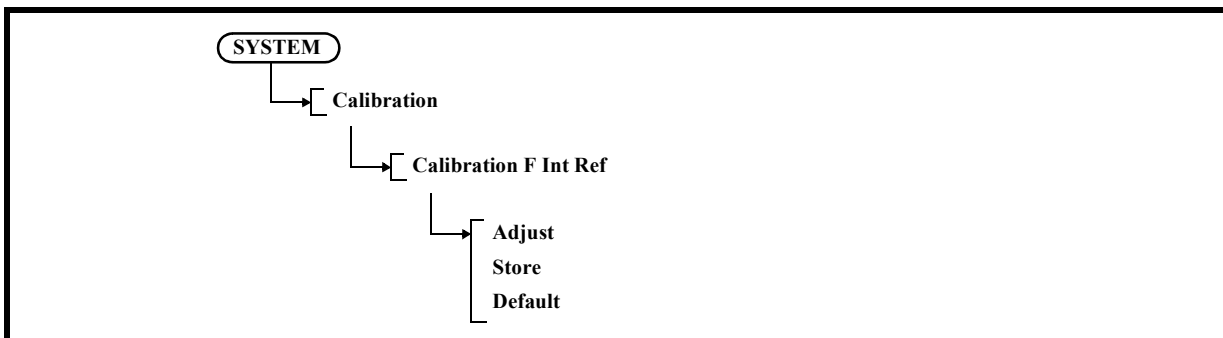 SYSTEM
Calibration
Calibration F Int Ref
Adjust
Store
Default